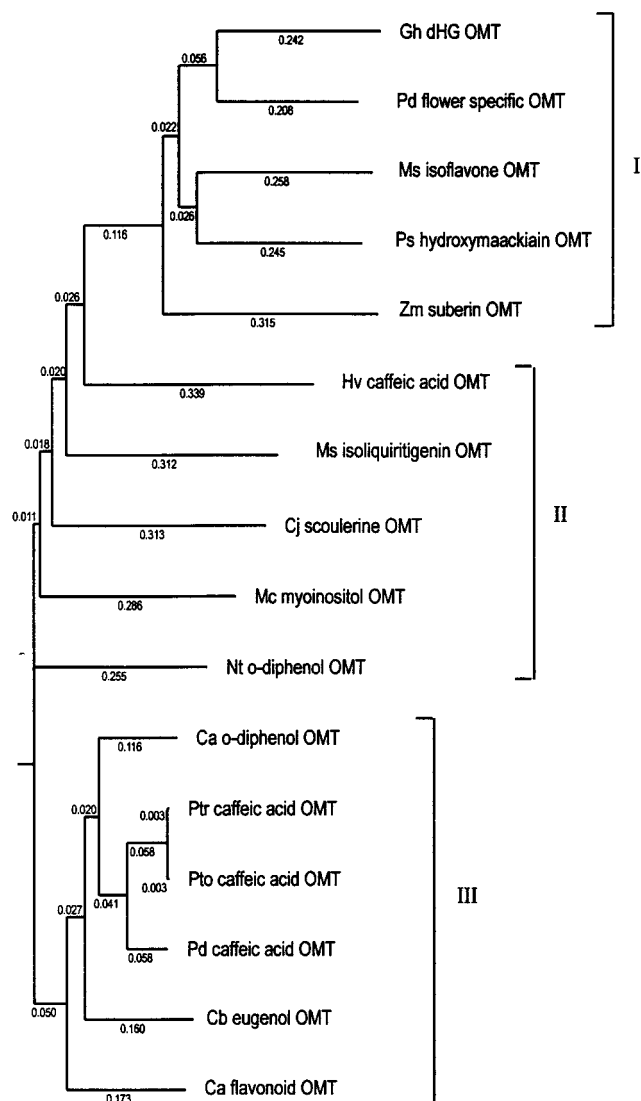 Gh dHG OMT
0.242
0.056
Pd flower specific OMT
0.208
0.022
Ms isoflavone OMT
0.258
I
0.026
Ps hydroxymaackiain OMT
0.245
0.116
Zm suberin OMT
0.315
0.026
Hv caffeic acid OMT
0.339
0.020
Ms isoliquiritigenin OMT
0.312
0.018
Cj scoulerine OMT
0.313
II
0.011
Mc myoinositol OMT
0.286
Nt o-diphenol OMT
0.255
Ca o-diphenol OMT
0.116
0.020
Ptr caffeic acid OMT
0.003
0.058
Pto caffeic acid OMT
0.003
0.041
III
0.027
Pd caffeic acid OMT
0.058
0.050
Cb eugenol OMT
0.160
Ca flavonoid OMT
0.173